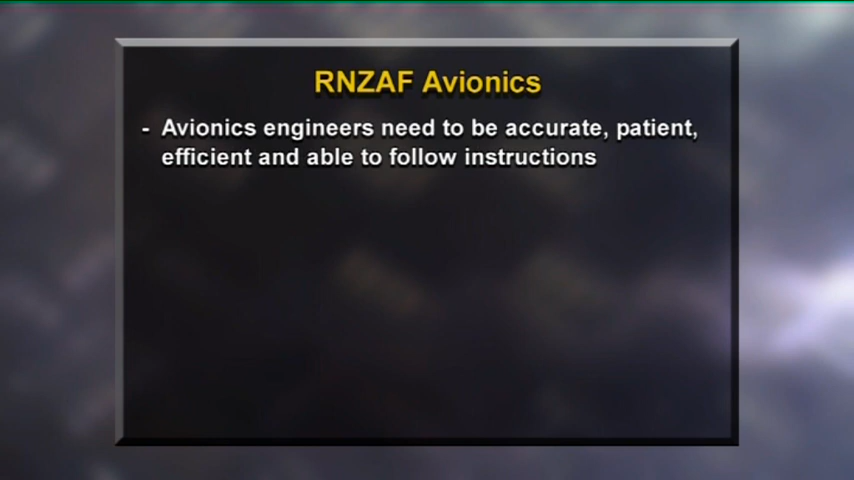 RNZAF Avionics
- Avionics engineers need to be accurate, patient,
efficient and able to follow instructions